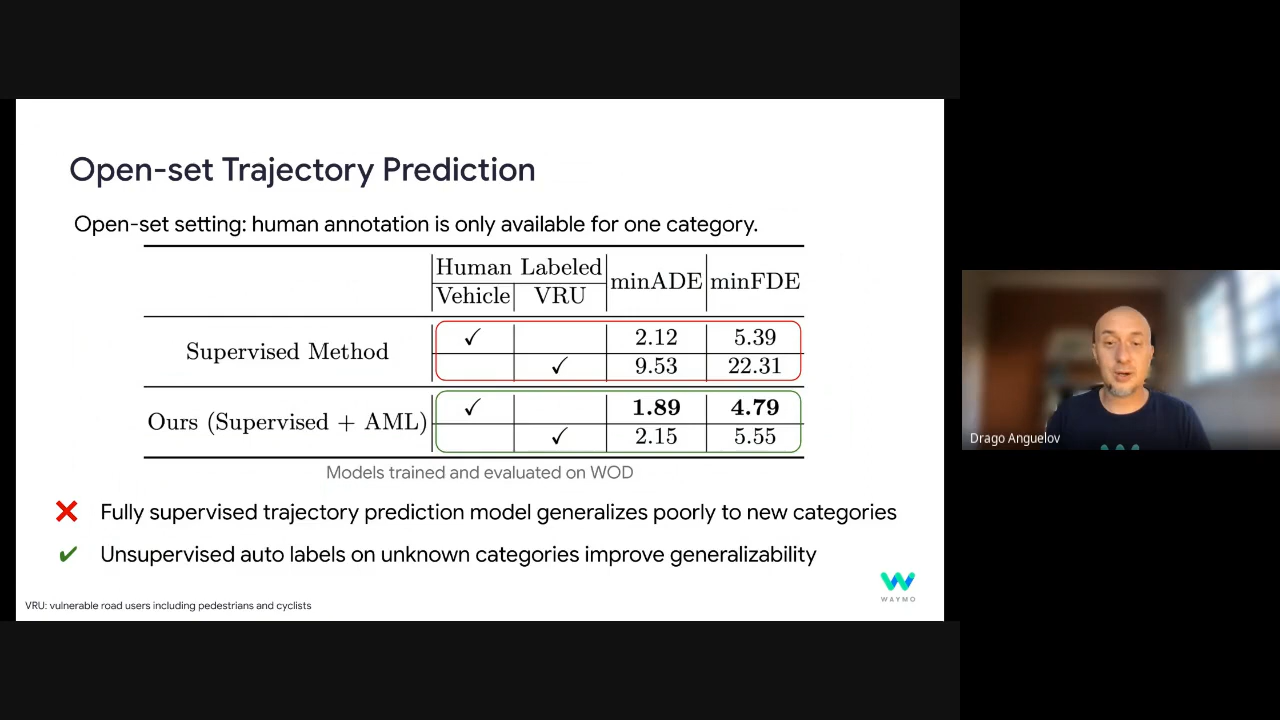 Open-set Trajectory Prediction
Open-set setting: human annotation is only available for one category.
Human Labeled minADE minFDE
Vehicle VRU
Supervised Method
✓ 2.12 5.39
✓ 9.53 22.31
Ours (Supervised + AML)
✓ 1.89 4.79
✓ 2.15 5.55
Models trained and evaluated on WOD
❌ Fully supervised trajectory prediction model generalizes poorly to new categories
✔ Unsupervised auto labels on unknown categories improve generalizability
WAYMO
VRU: vulnerable road users including pedestrians and cyclists
Drago Anguelov